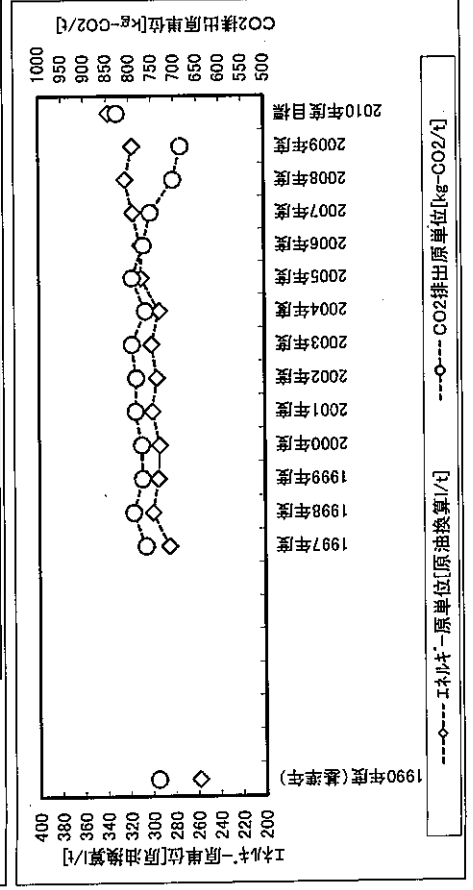 エネルギー原単位[原油換算l/t]
400
380
360
340
320
300
280
260
240
220
200
CO2排出原単位[kg-CO2/t]
1000
950
900
850
800
750
700
650
600
550
500
1990年度(基準年)
1997年度
1998年度
1999年度
2000年度
2001年度
2002年度
2003年度
2004年度
2005年度
2006年度
2007年度
2008年度
2009年度
2010年度目標
エネルギー原単位[原油換算l/t]
CO2排出原単位[kg-CO2/t]